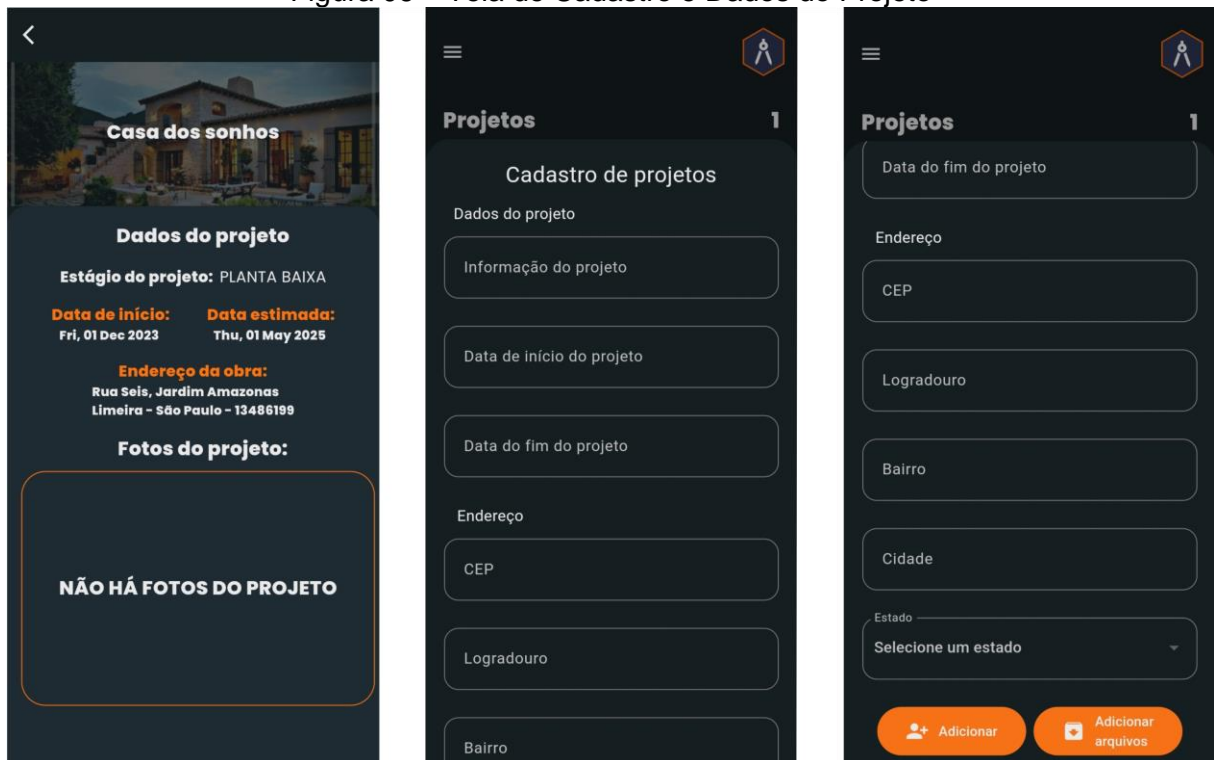 Casa dos sonhos
Dados do projeto
Estágio do projeto: PLANTA BAIXA
Data de início: Data estimada:
Fri, 01 Dec 2023 Thu, 01 May 2025
Endereço da obra:
Rua Seis, Jardim Amazonas
Limeira - São Paulo - 13486199
Fotos do projeto:
NÃO HÁ FOTOS DO PROJETO
Projetos 1
Cadastro de projetos
Dados do projeto
Informação do projeto
Data de início do projeto
Data do fim do projeto
Endereço
CEP
Logradouro
Bairro
Projetos 1
Data do fim do projeto
Endereço
CEP
Logradouro
Bairro
Cidade
Estado
Selecione um estado
Adicionar
Adicionar
arquivos